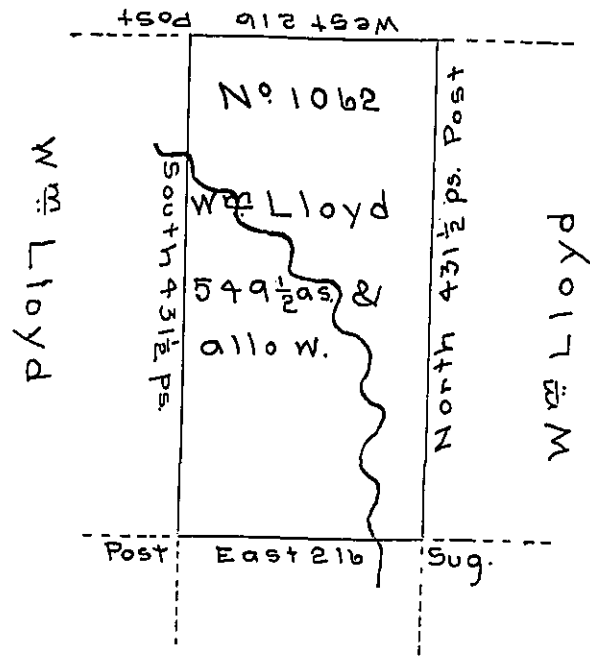 West 216 Post
Nº 1062
Wm Lloyd
549½ as. &
allow.
Wm Lloyd
South 431½ ps.
North 431½ ps. Post
Wm Lloyd
Post East 216 Sug.